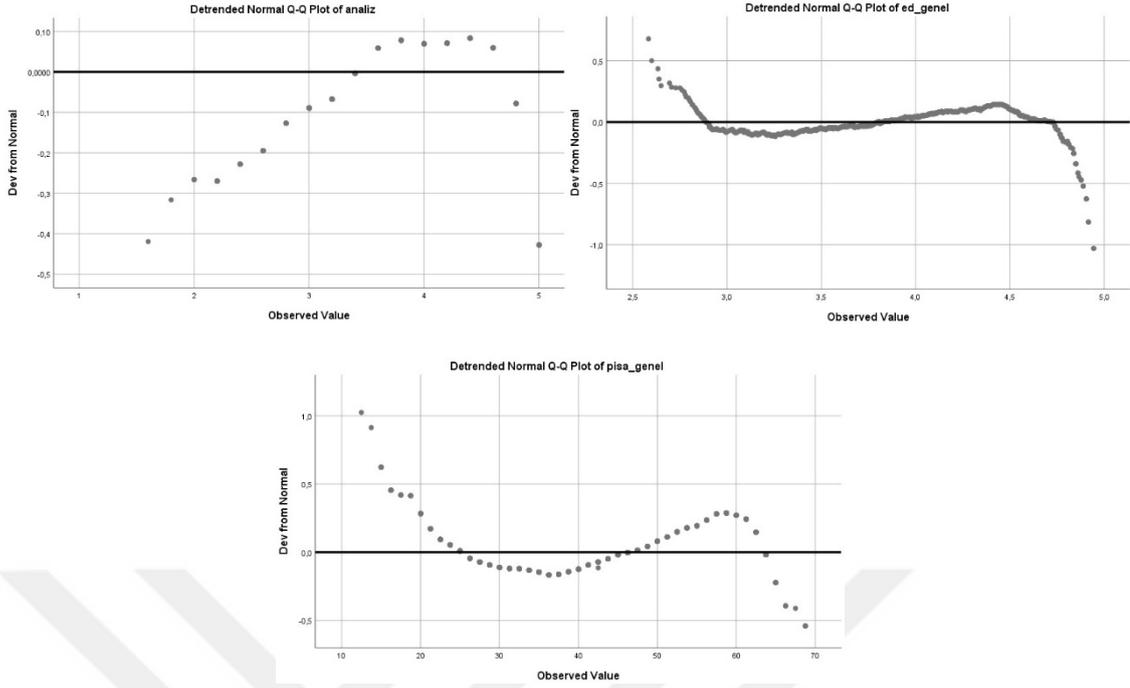 Detrended Normal Q-Q Plot of analiz
0,10
0,0000
-0,1
-0,2
-0,3
-0,4
-0,5
Dev from Normal
1 2 3 4 5
Observed Value
Detrended Normal Q-Q Plot of ed_genel
0,5
0,0
-0,5
-1,0
Dev from Normal
2,5 3,0 3,5 4,0 4,5 5,0
Observed Value
Detrended Normal Q-Q Plot of pisa_genel
1,0
0,5
0,0
-0,5
Dev from Normal
10 20 30 40 50 60 70
Observed Value